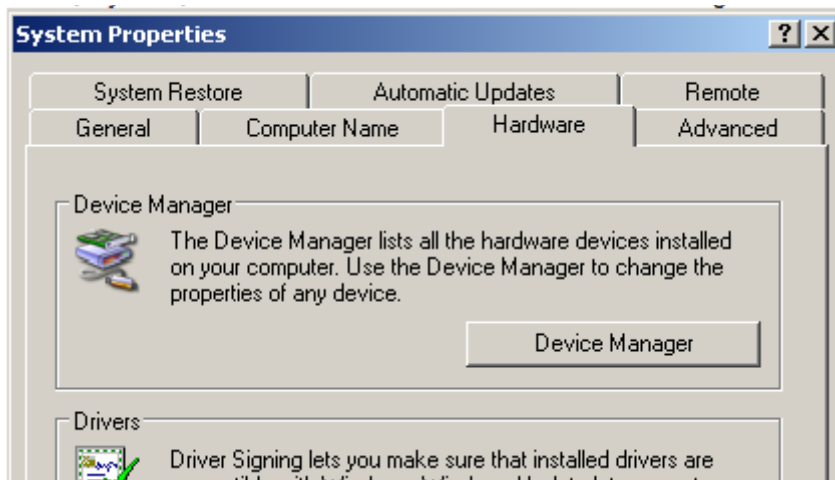 System Properties
System Restore Automatic Updates Remote
General Computer Name Hardware Advanced
Device Manager
The Device Manager lists all the hardware devices installed
on your computer. Use the Device Manager to change the
properties of any device.
Device Manager
Drivers
Driver Signing lets you make sure that installed drivers are